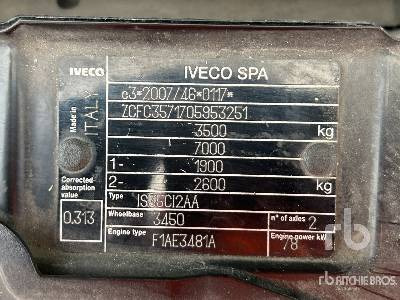 IVECO
IVECO SPA
Made in
ITALY
e3*2007/46*0117*
ZCFC3571705953251
3500 kg
7000
1- 1900
2- 2600 kg
Corrected absorption value
0.313
Type
Wheelbase 3450
n° of axles 2
Engine type F1AE3481A
Engine power kW 78
rb RITCHIE BROS